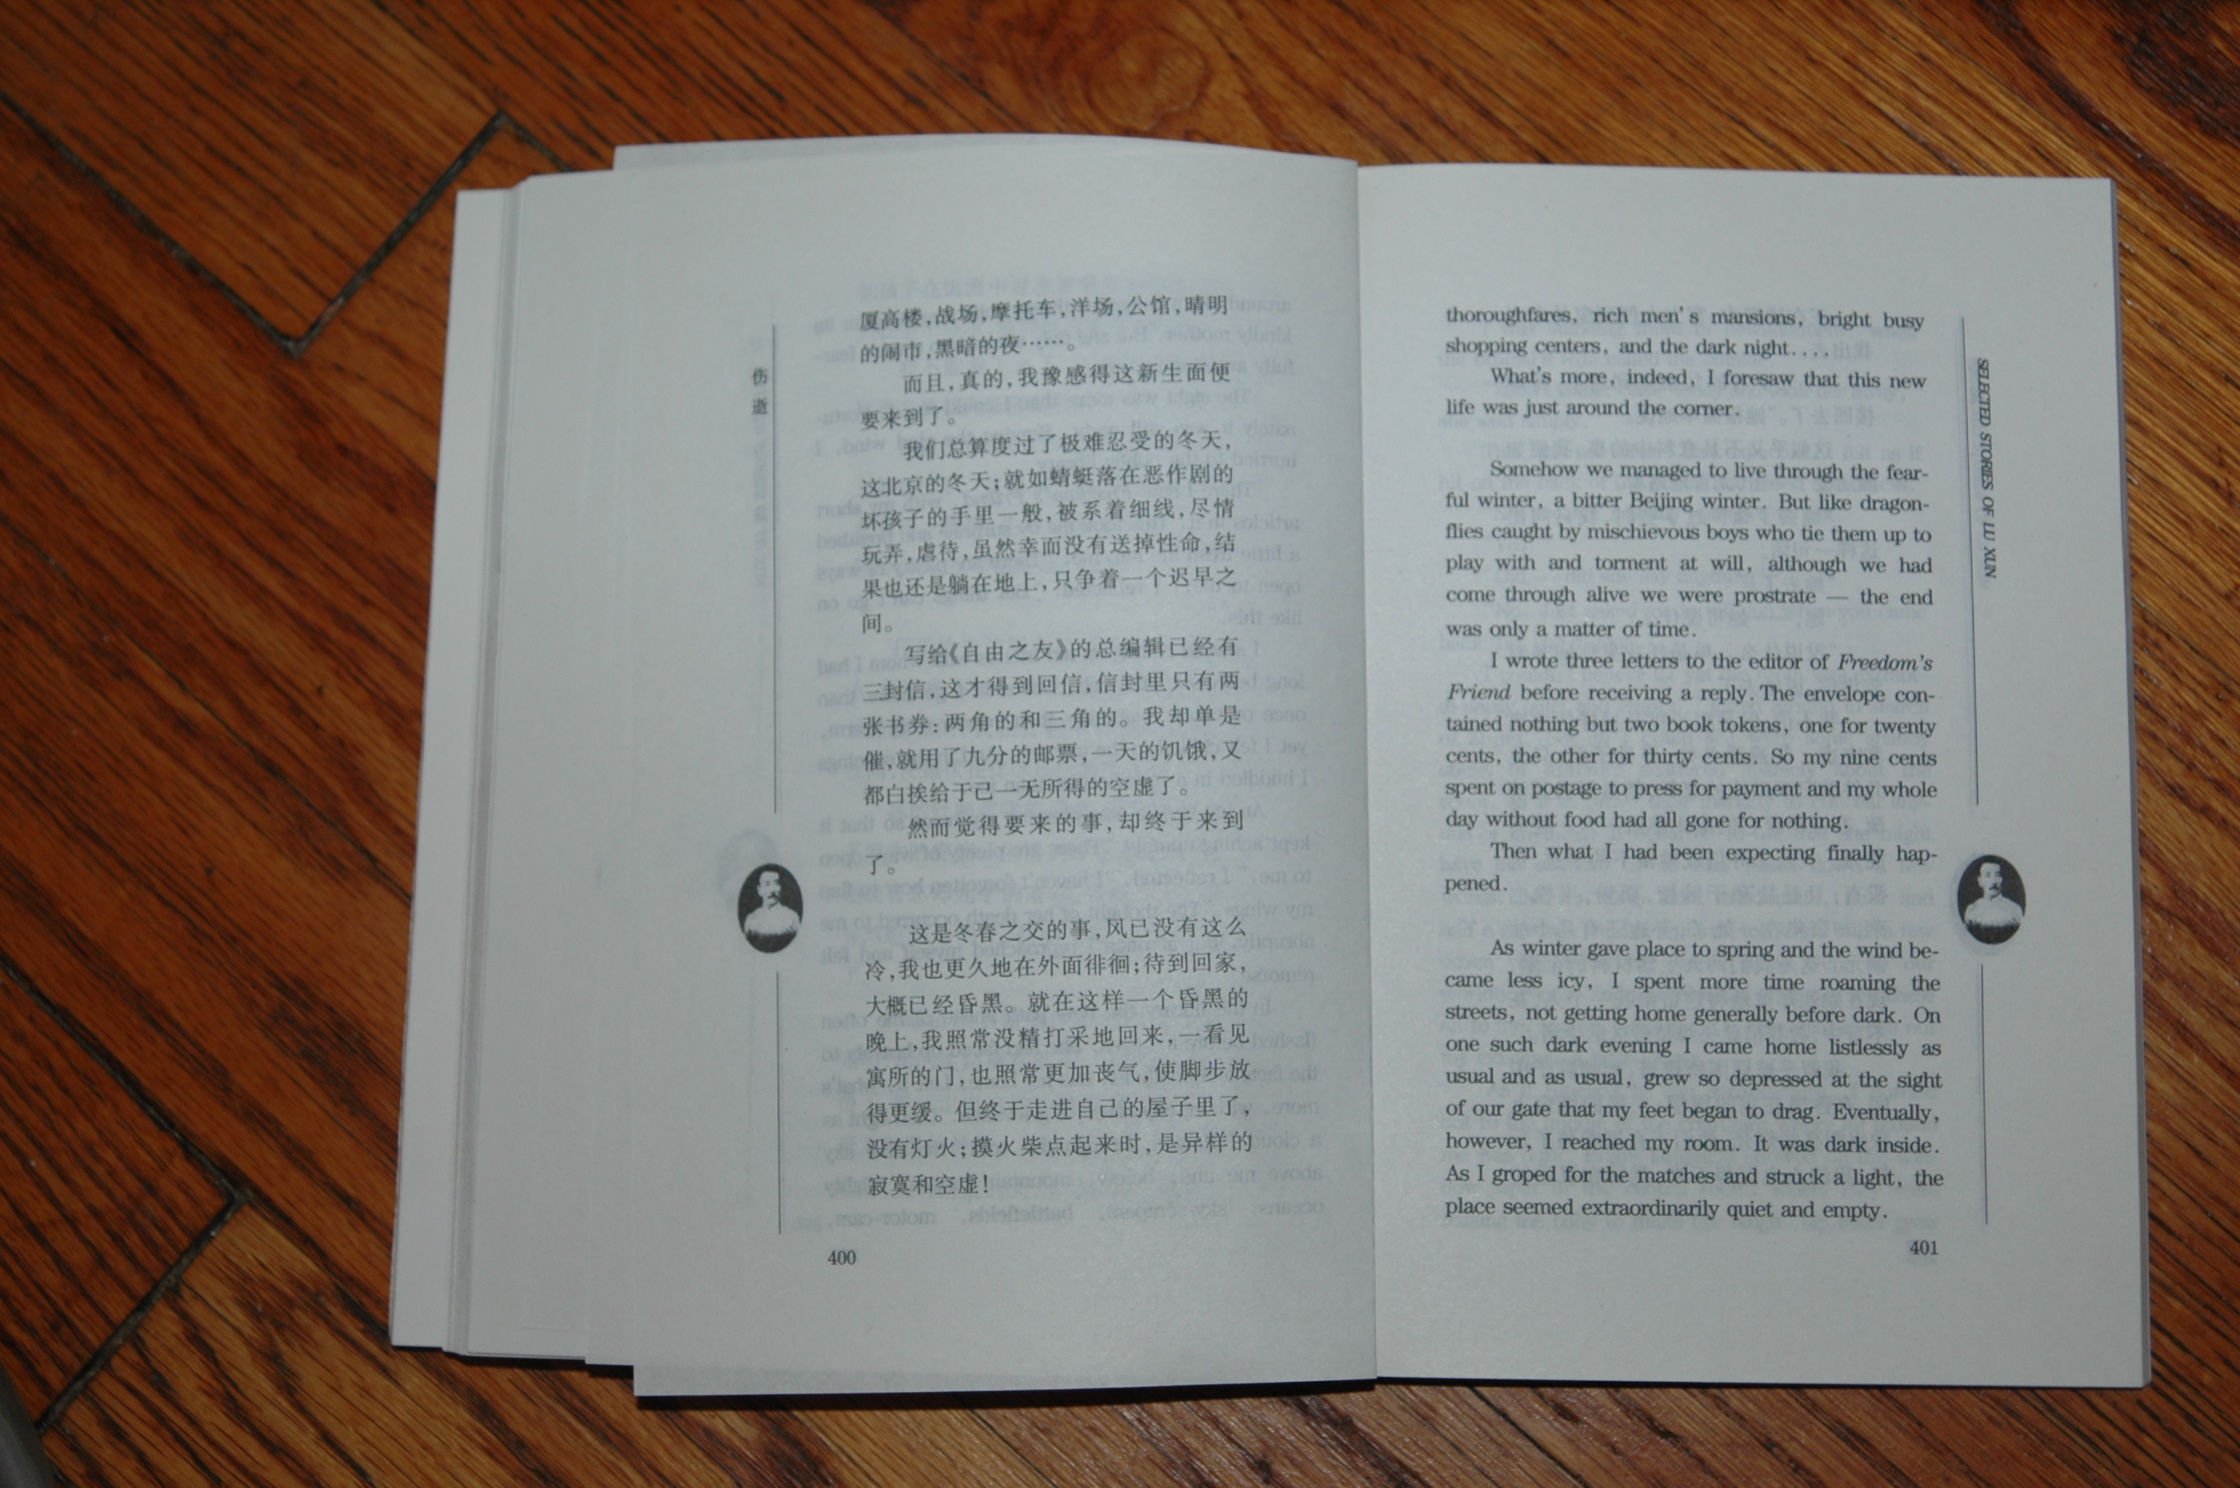 伤
逝
厦高楼,战场,摩托车,洋场,公馆,晴明
的闹市,黑暗的夜……。
而且,真的,我豫感得这新生面便
要来到了。
我们总算度过了极难忍受的冬天,
这北京的冬天;就如蜻蜓落在恶作剧的
坏孩子的手里一般,被系着细线,尽情
玩弄,虐待,虽然幸而没有送掉性命,结
果也还是躺在地上,只争着一个迟早之
间。
写给《自由之友》的总编辑已经有
三封信,这才得到回信,信封里只有两
张书券:两角的和三角的。我却单是
催,就用了九分的邮票,一天的饥饿,又
都白挨给于己一无所得的空虚了。
然而觉得要来的事,却终于来到
了。
这是冬春之交的事,风已没有这么
冷,我也更久地在外面徘徊;待到回家,
大概已经昏黑。就在这样一个昏黑的
晚上,我照常没精打采地回来,一看见
寓所的门,也照常更加丧气,使脚步放
得更缓。但终于走进自己的屋子里了,
没有灯火;摸火柴点起来时,是异样的
寂寞和空虚!
400
SELECTED STORIES OF LU XUN
thoroughfares, rich men's mansions, bright busy
shopping centers, and the dark night....
What's more, indeed, I foresaw that this new
life was just around the corner.
Somehow we managed to live through the fear-
ful winter, a bitter Beijing winter. But like dragon-
flies caught by mischievous boys who tie them up to
play with and torment at will, although we had
come through alive we were prostrate — the end
was only a matter of time.
I wrote three letters to the editor of Freedom's
Friend before receiving a reply. The envelope con-
tained nothing but two book tokens, one for twenty
cents, the other for thirty cents. So my nine cents
spent on postage to press for payment and my whole
day without food had all gone for nothing.
Then what I had been expecting finally hap-
pened.
As winter gave place to spring and the wind be-
came less icy, I spent more time roaming the
streets, not getting home generally before dark. On
one such dark evening I came home listlessly as
usual and as usual, grew so depressed at the sight
of our gate that my feet began to drag. Eventually,
however, I reached my room. It was dark inside.
As I groped for the matches and struck a light, the
place seemed extraordinarily quiet and empty.
401